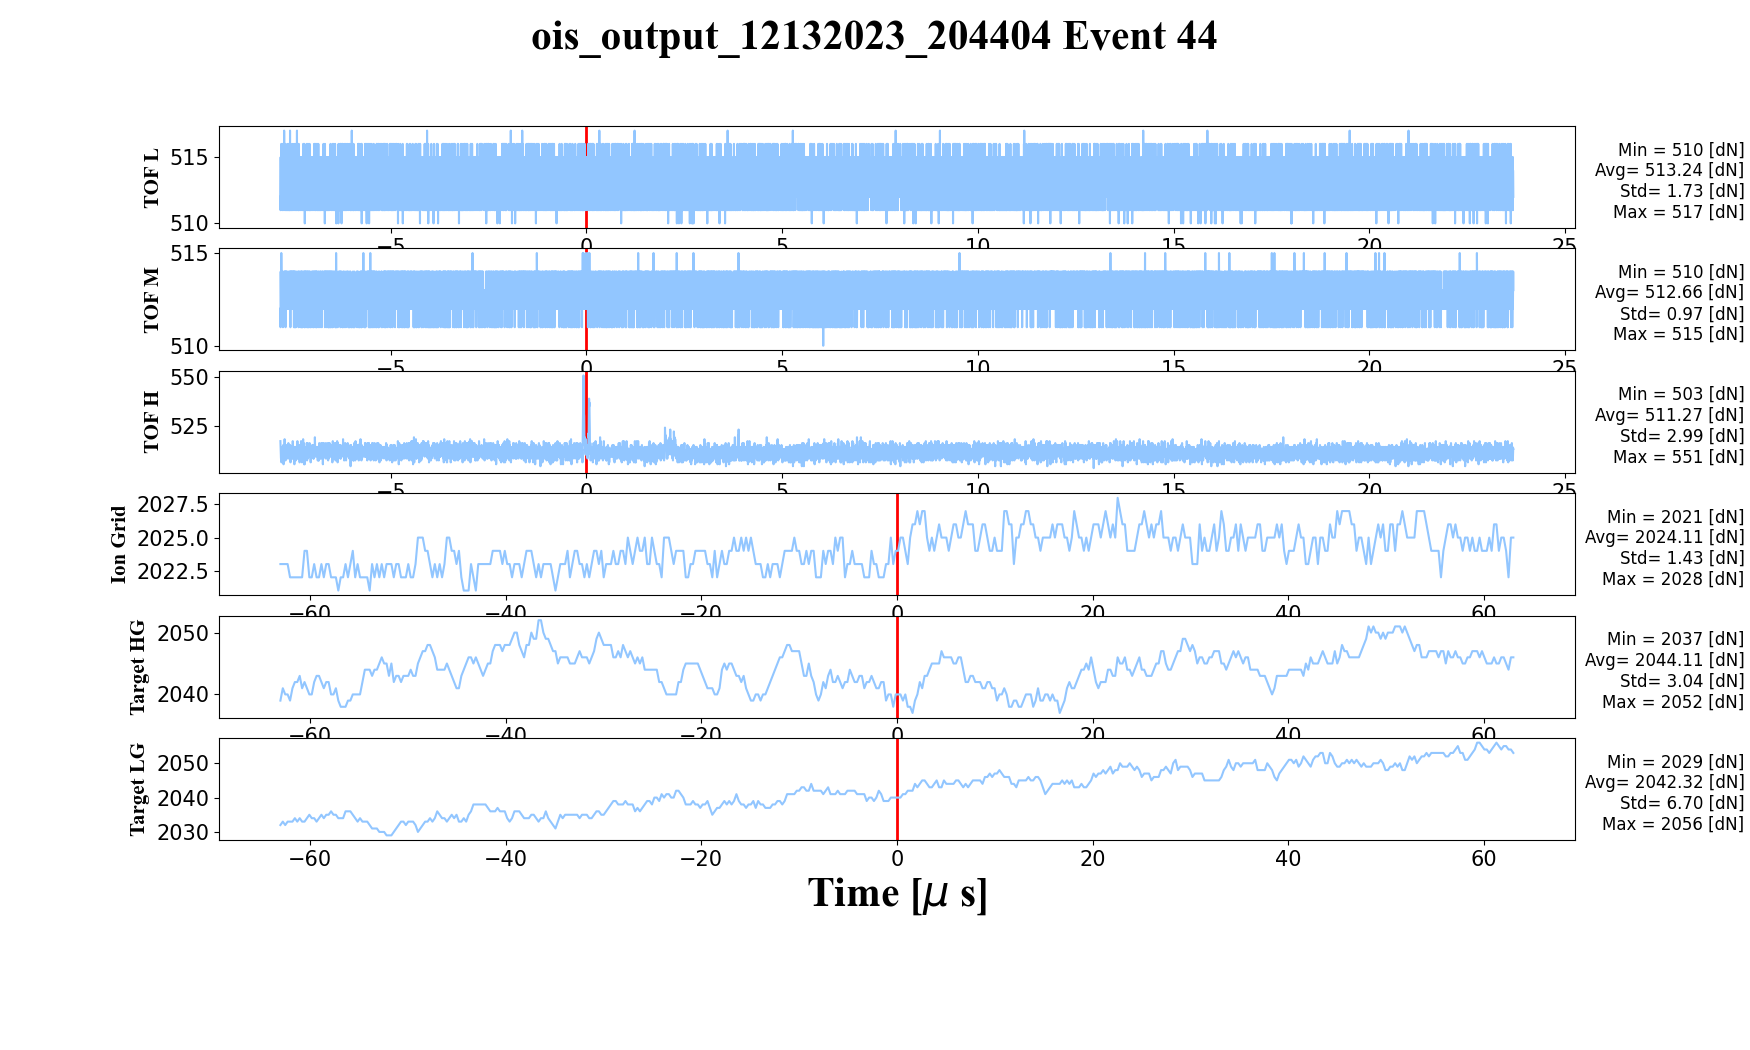 ois_output_12132023_204404 Event 44
TOF L
515
510
−5 0 5 10 15 20 25
Min = 510 [dN]
Avg= 513.24 [dN]
Std= 1.73 [dN]
Max = 517 [dN]
TOF M
515
510
−5 0 5 10 15 20 25
Min = 510 [dN]
Avg= 512.66 [dN]
Std= 0.97 [dN]
Max = 515 [dN]
TOF H
550
525
−5 0 5 10 15 20 25
Min = 503 [dN]
Avg= 511.27 [dN]
Std= 2.99 [dN]
Max = 551 [dN]
Ion Grid
2027.5
2025.0
2022.5
−60 −40 −20 0 20 40 60
Min = 2021 [dN]
Avg= 2024.11 [dN]
Std= 1.43 [dN]
Max = 2028 [dN]
Target HG
2050
2040
−60 −40 −20 0 20 40 60
Min = 2037 [dN]
Avg= 2044.11 [dN]
Std= 3.04 [dN]
Max = 2052 [dN]
Target LG
2050
2040
2030
−60 −40 −20 0 20 40 60
Min = 2029 [dN]
Avg= 2042.32 [dN]
Std= 6.70 [dN]
Max = 2056 [dN]
Time [μ s]